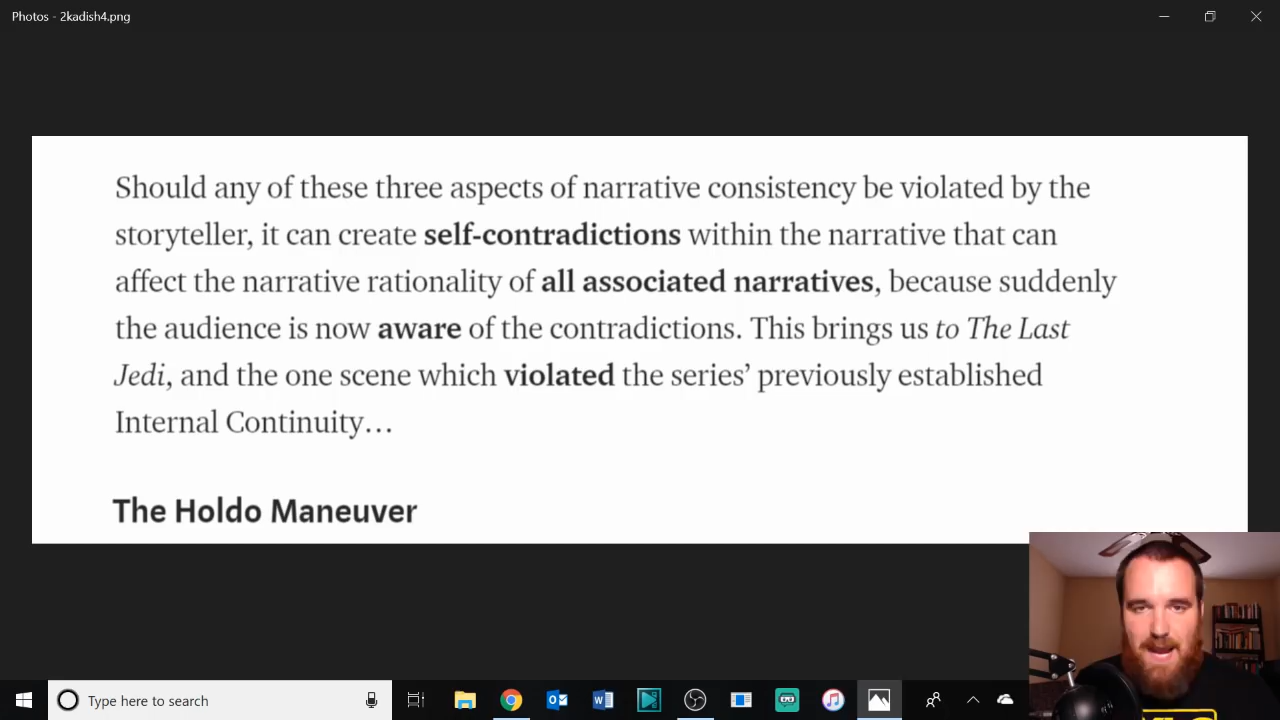 Photos - 2kadish4.png
Should any of these three aspects of narrative consistency be violated by the
storyteller, it can create self-contradictions within the narrative that can
affect the narrative rationality of all associated narratives, because suddenly
the audience is now aware of the contradictions. This brings us to The Last
Jedi, and the one scene which violated the series’ previously established
Internal Continuity…
The Holdo Maneuver
Type here to search